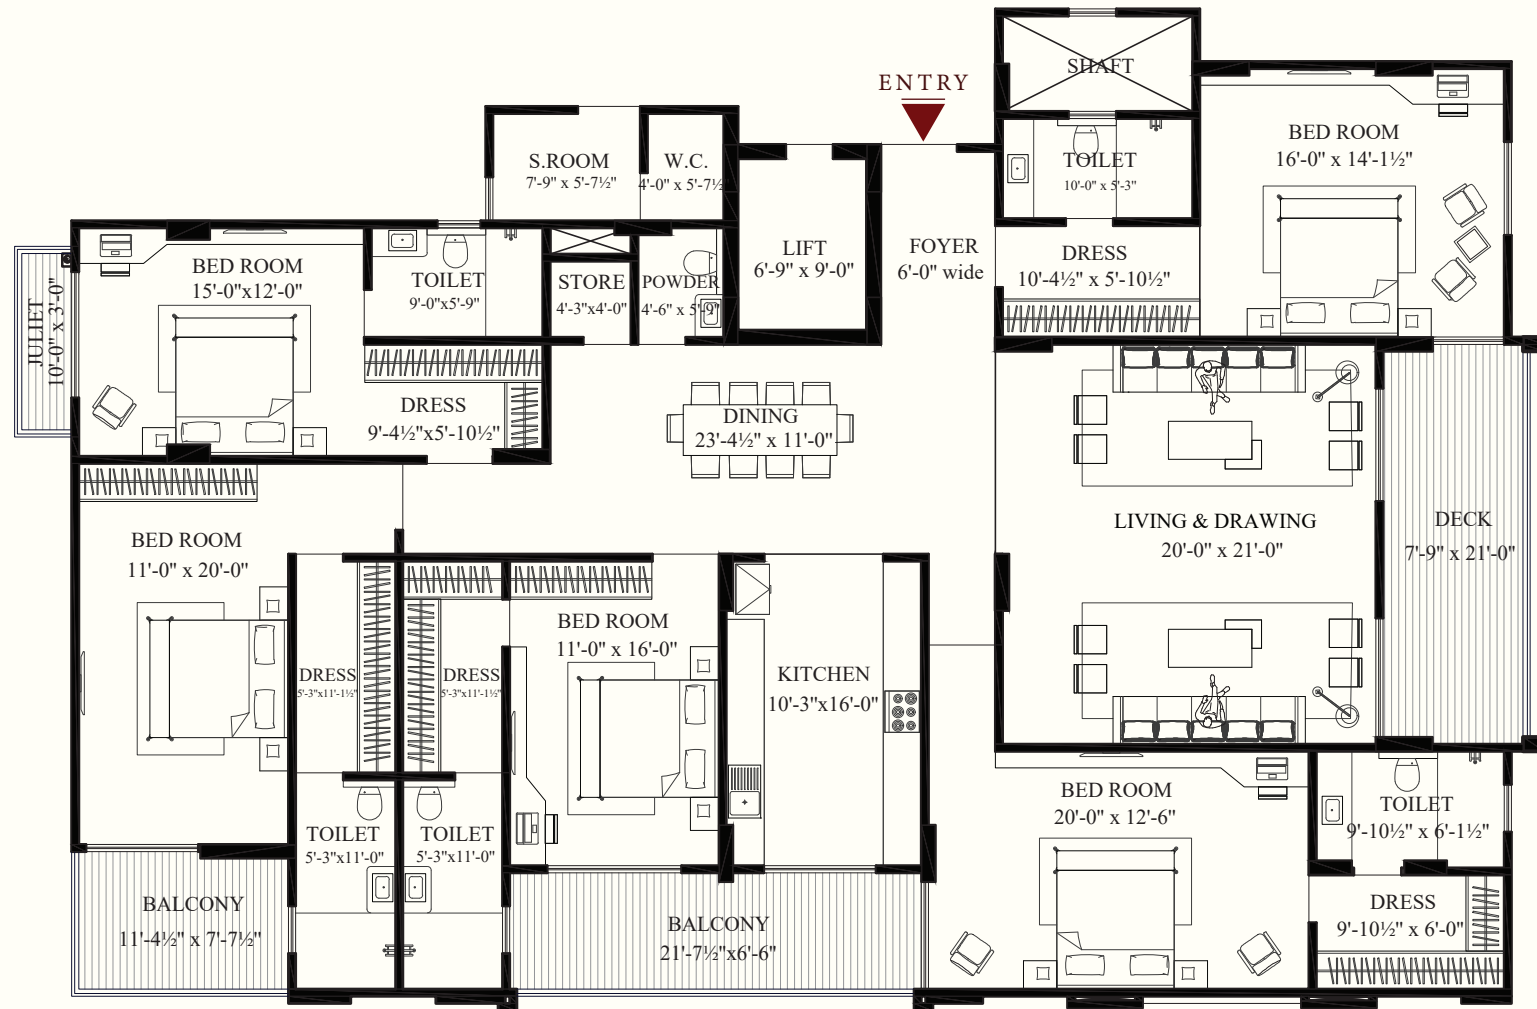 ENTRY
SHAFT
BED ROOM
16'-0" x 14'-1½"
TOILET
10'-0" x 5'-3"
S.ROOM
7'-9" x 5'-7½"
W.C.
4'-0" x 5'-7½"
LIFT
6'-9" x 9'-0"
FOYER
6'-0" wide
DRESS
10'-4½" x 5'-10½"
BED ROOM
15'-0"x12'-0"
TOILET
9'-0"x5'-9"
STORE
4'-3"x4'-0"
POWDER
4'-6" x 5'-9"
JULIET
10'-0" x 3'-0"
DRESS
9'-4½"x5'-10½"
DINING
23'-4½" x 11'-0"
LIVING & DRAWING
20'-0" x 21'-0"
DECK
7'-9" x 21'-0"
BED ROOM
11'-0" x 20'-0"
BED ROOM
11'-0" x 16'-0"
DRESS
5'-3"x11'-1½"
DRESS
5'-3"x11'-1½"
KITCHEN
10'-3"x16'-0"
TOILET
5'-3"x11'-0"
TOILET
5'-3"x11'-0"
BED ROOM
20'-0" x 12'-6"
TOILET
9'-10½" x 6'-1½"
BALCONY
11'-4½" x 7'-7½"
BALCONY
21'-7½"x6'-6"
DRESS
9'-10½" x 6'-0"